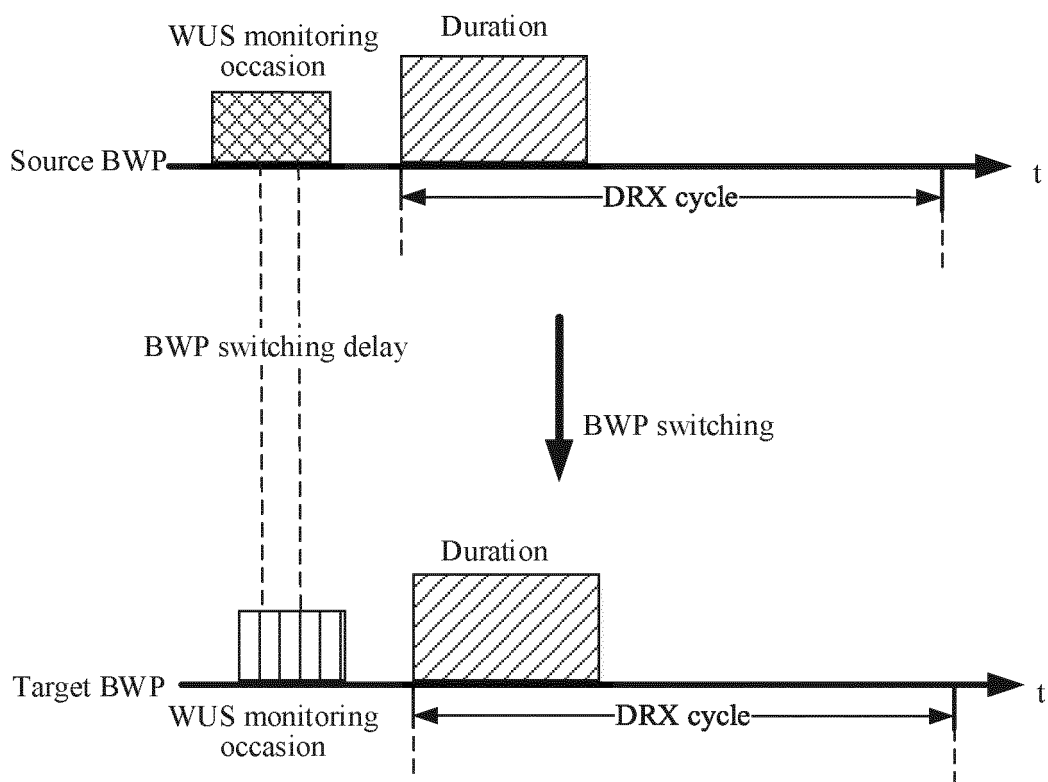 WUS monitoring
occasion
Duration
Source BWP
t
DRX cycle
BWP switching delay
BWP switching
Duration
Target BWP
t
WUS monitoring
occasion
DRX cycle